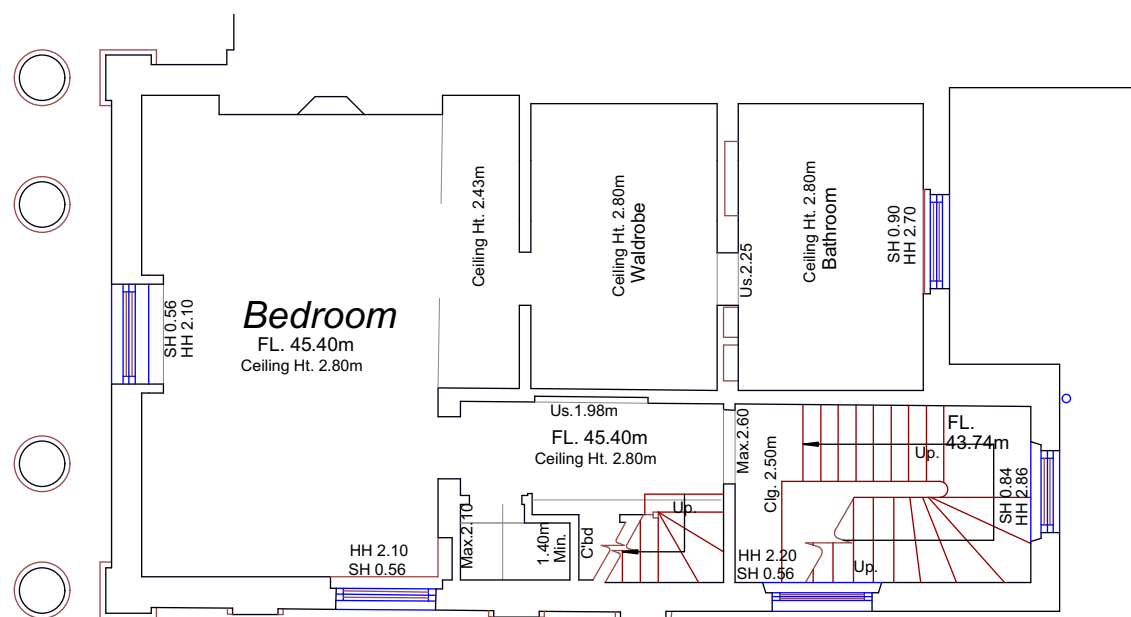 Bedroom
FL. 45.40m
Ceiling Ht. 2.80m
SH 0.56
HH 2.10
Ceiling Ht. 2.43m
Ceiling Ht. 2.80m
Waldrobe
Us.2.25
Ceiling Ht. 2.80m
Bathroom
SH 0.90
HH 2.70
Us.1.98m
FL. 45.40m
Ceiling Ht. 2.80m
Max.2.60
Clg. 2.50m
FL.
43.74m
Up.
SH 0.84
HH 2.86
Max.2.10
1.40m
Min.
C'bd
Up.
HH 2.10
SH 0.56
HH 2.20
SH 0.56
Up.